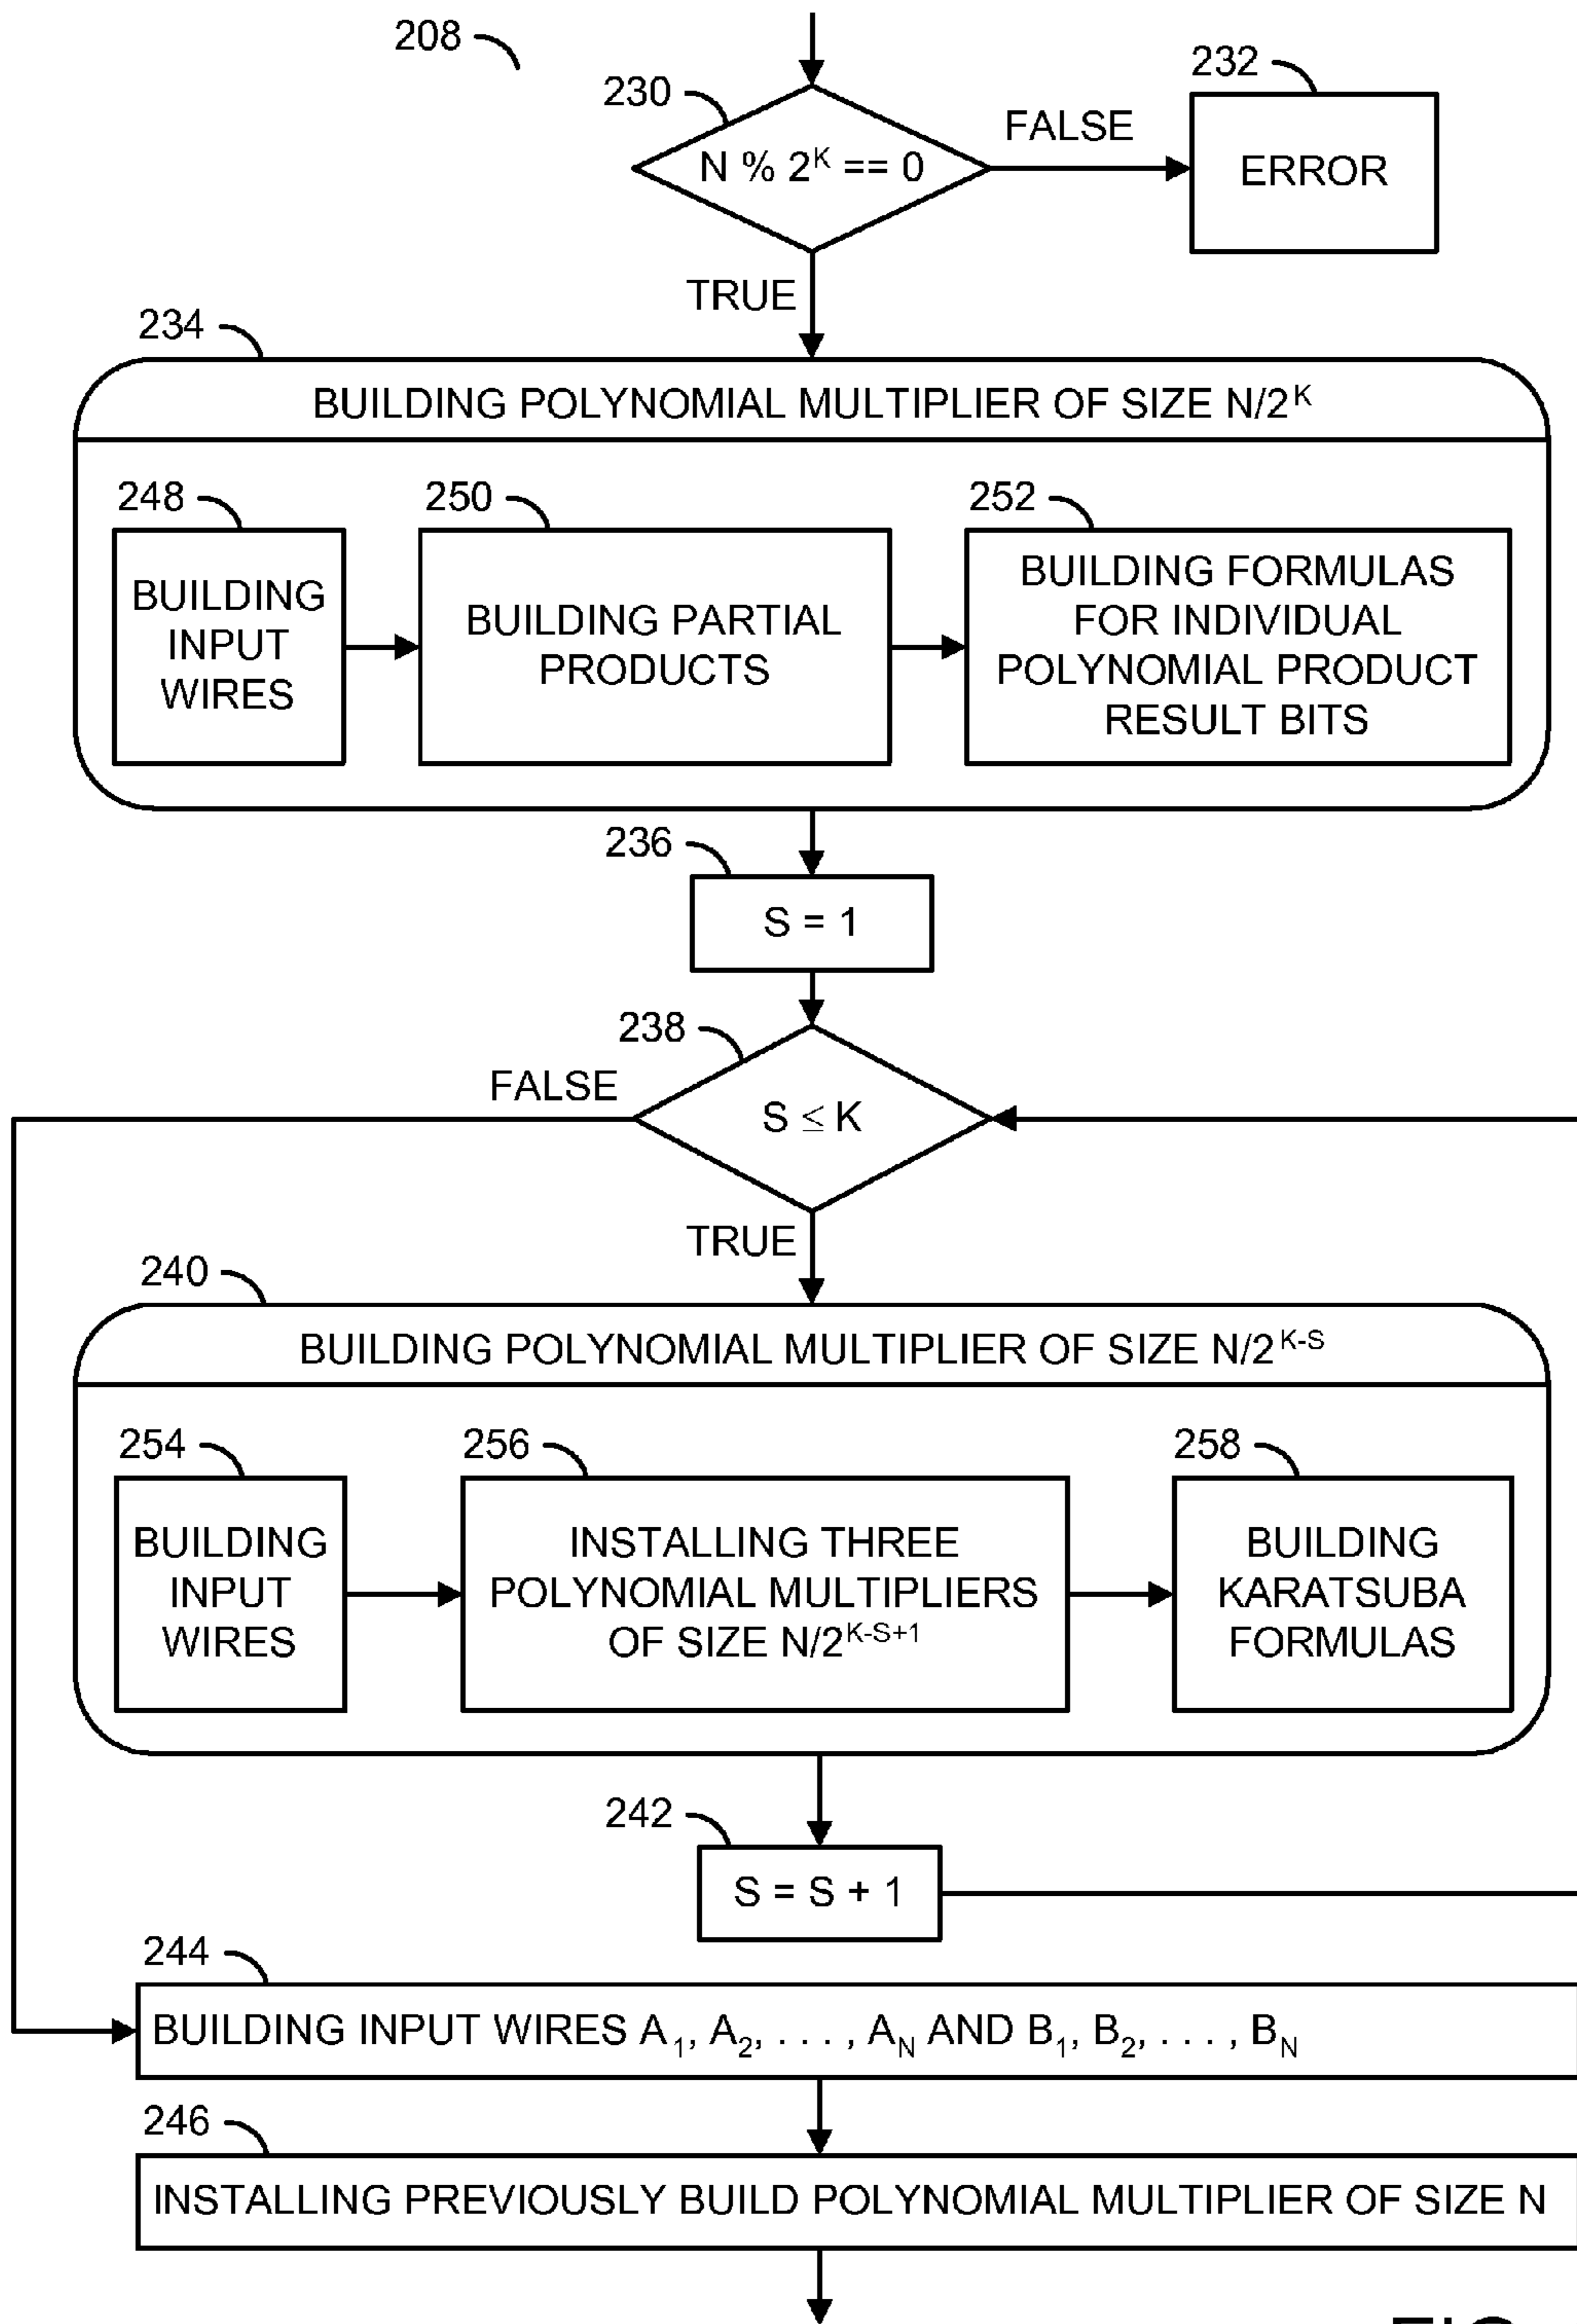 208
230
232
FALSE
N % 2^K == 0
ERROR
TRUE
234
BUILDING POLYNOMIAL MULTIPLIER OF SIZE N/2^K
248
250
252
BUILDING
INPUT
WIRES
BUILDING PARTIAL
PRODUCTS
BUILDING FORMULAS
FOR INDIVIDUAL
POLYNOMIAL PRODUCT
RESULT BITS
236
S = 1
238
FALSE
S ≤ K
TRUE
240
BUILDING POLYNOMIAL MULTIPLIER OF SIZE N/2^K-S
254
256
258
BUILDING
INPUT
WIRES
INSTALLING THREE
POLYNOMIAL MULTIPLIERS
OF SIZE N/2^K-S+1
BUILDING
KARATSUBA
FORMULAS
242
S = S + 1
244
BUILDING INPUT WIRES A₁, A₂, . . . , A_N AND B₁, B₂, . . . , B_N
246
INSTALLING PREVIOUSLY BUILD POLYNOMIAL MULTIPLIER OF SIZE N